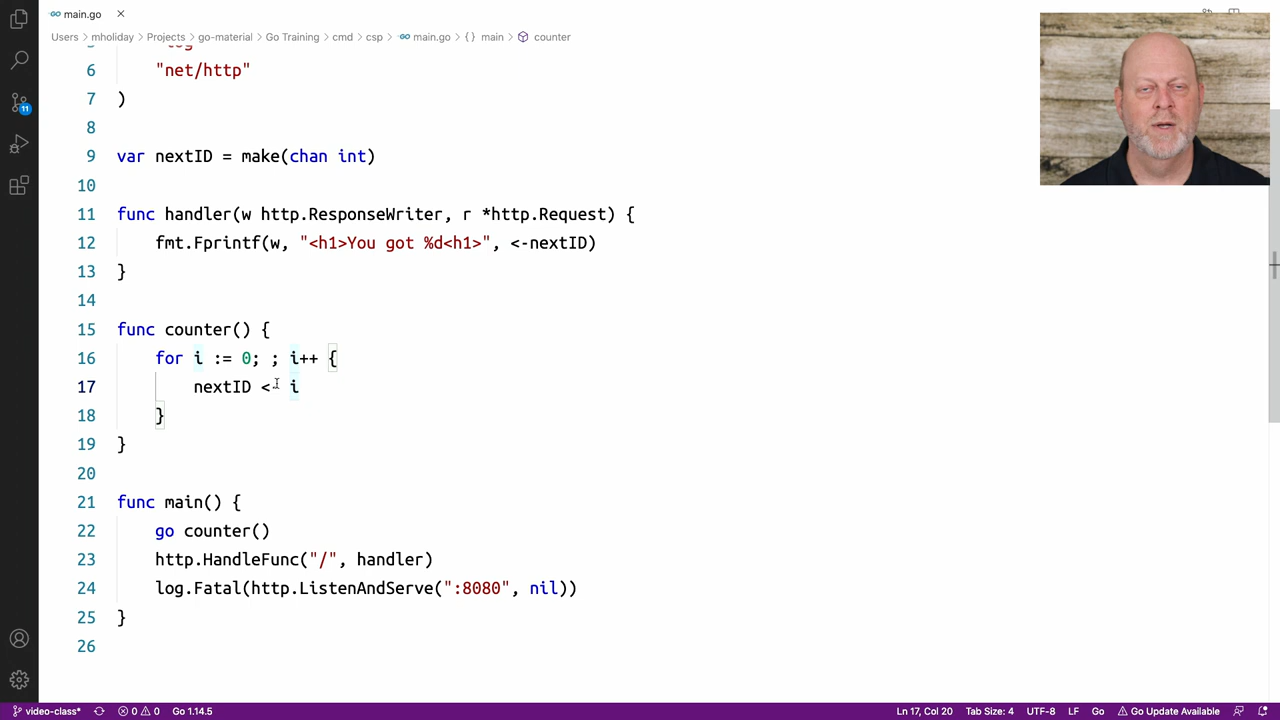 main.go
Users > mholiday > Projects > go-material > Go Training > cmd > csp > main.go > {} main > counter
5 "log"
6 "net/http"
7 )
8
9 var nextID = make(chan int)
10
11 func handler(w http.ResponseWriter, r *http.Request) {
12 fmt.Fprintf(w, "<h1>You got %d<h1>", <-nextID)
13 }
14
15 func counter() {
16 for i := 0; ; i++ {
17 nextID <- i
18 }
19 }
20
21 func main() {
22 go counter()
23 http.HandleFunc("/", handler)
24 log.Fatal(http.ListenAndServe(":8080", nil))
25 }
26
11
video-class* 0 0 Go 1.14.5 Ln 17, Col 20 Tab Size: 4 UTF-8 LF Go Go Update Available